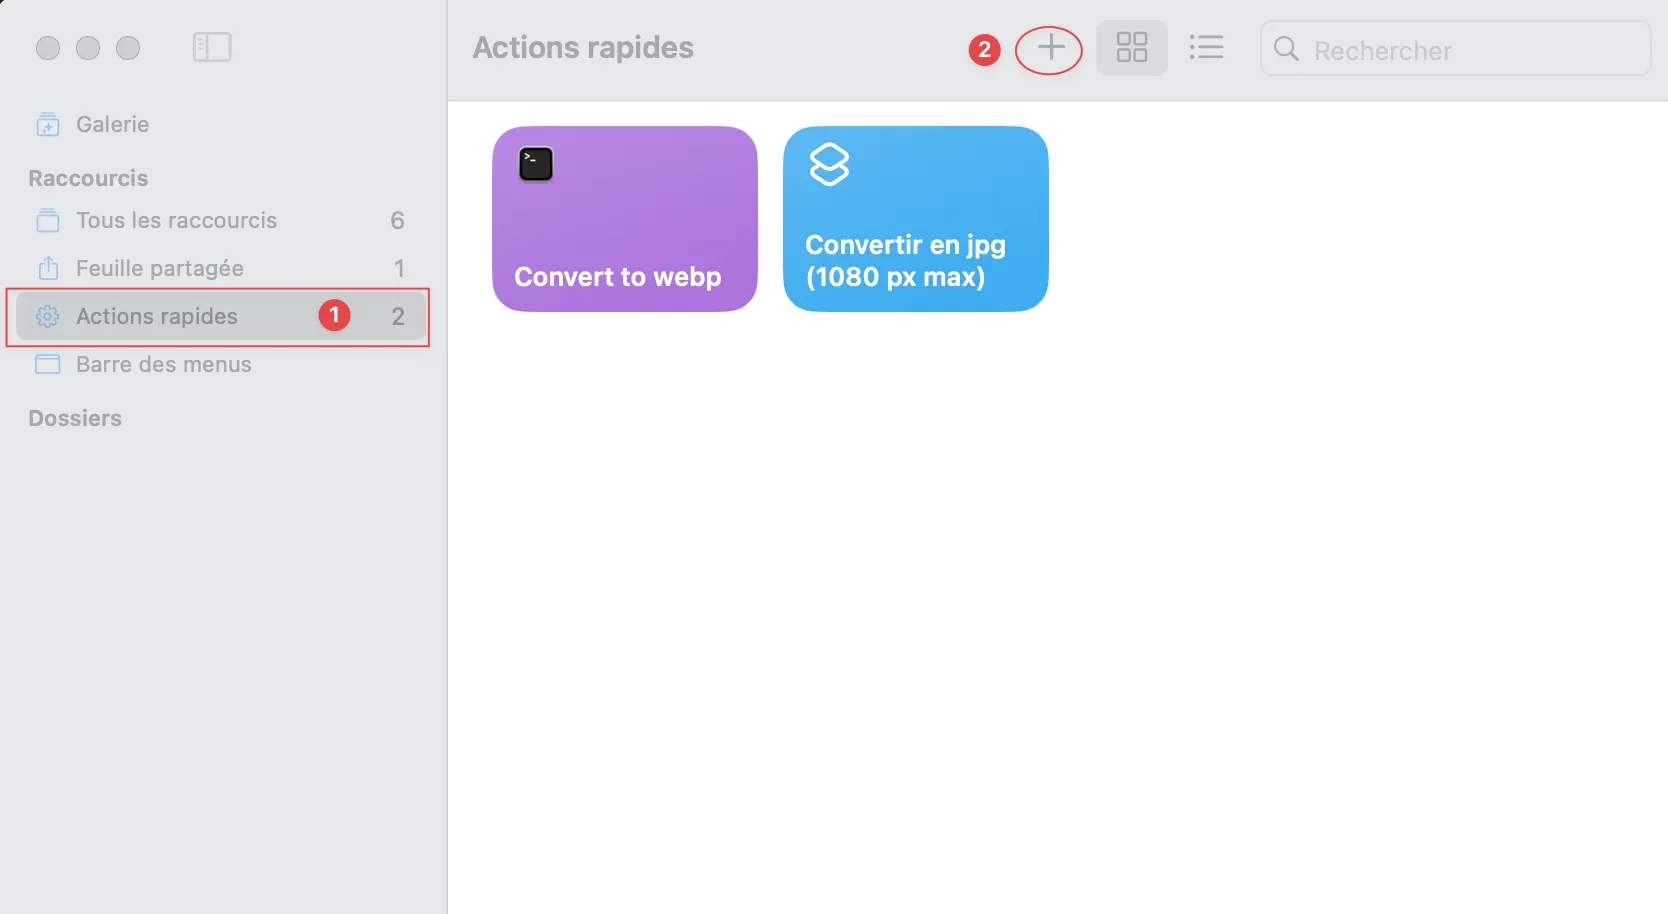 Actions rapides
2
Rechercher
Galerie
Raccourcis
Tous les raccourcis 6
Feuille partagée 1
Actions rapides 1 2
Barre des menus
Dossiers
>-
Convert to webp
Convertir en jpg
(1080 px max)